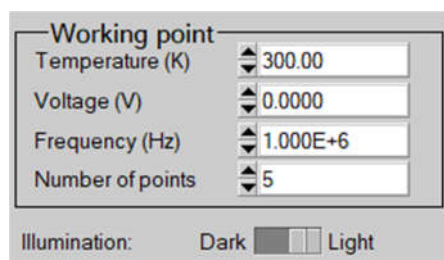 Working point
Temperature (K) 300.00
Voltage (V) 0.0000
Frequency (Hz) 1.000E+6
Number of points 5
Illumination: Dark Light